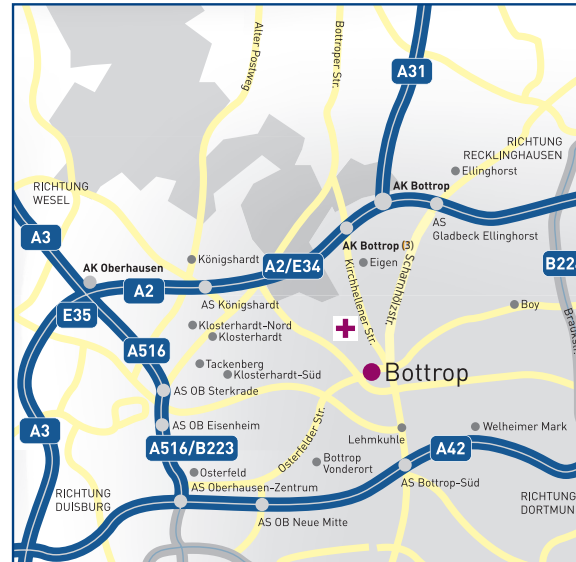 Alter Postweg
Bottroper Str.
A31
RICHTUNG
RECKLINGHAUSEN
Ellinghorst
RICHTUNG
WESEL
AK Bottrop
AS
Gladbeck Ellinghorst
A3
AK Bottrop (3)
Königshardt
A2/E34
Eigen
B22
AK Oberhausen
A2
AS Königshardt
Kirchhellener Str.
Scharnhölzstr.
E35
Boy
Braukstr.
Klosterhardt-Nord
Klosterhardt
A516
Tackenberg
Klosterhardt-Süd
Bottrop
AS OB Sterkrade
Osterfelder Str.
A3
AS OB Eisenheim
Lehmkuhle
Welheimer Mark
A516/B223
A42
Bottrop
Vonderort
Osterfeld
AS Bottrop-Süd
AS Oberhausen-Zentrum
RICHTUNG
DUISBURG
RICHTUNG
DORTMUN
AS OB Neue Mitte